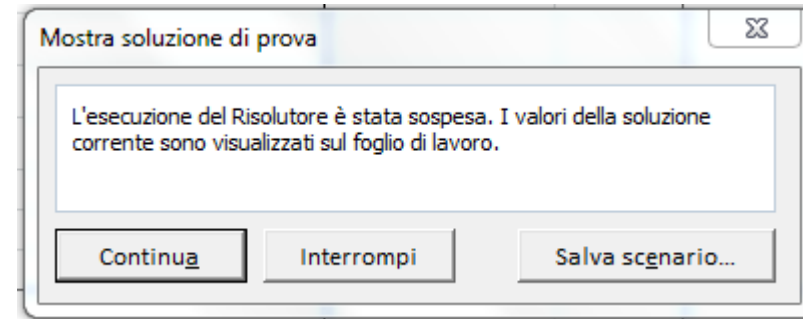 Mostra soluzione di prova
L'esecuzione del Risolutore è stata sospesa. I valori della soluzione
corrente sono visualizzati sul foglio di lavoro.
Continua
Interrompi
Salva scenario...